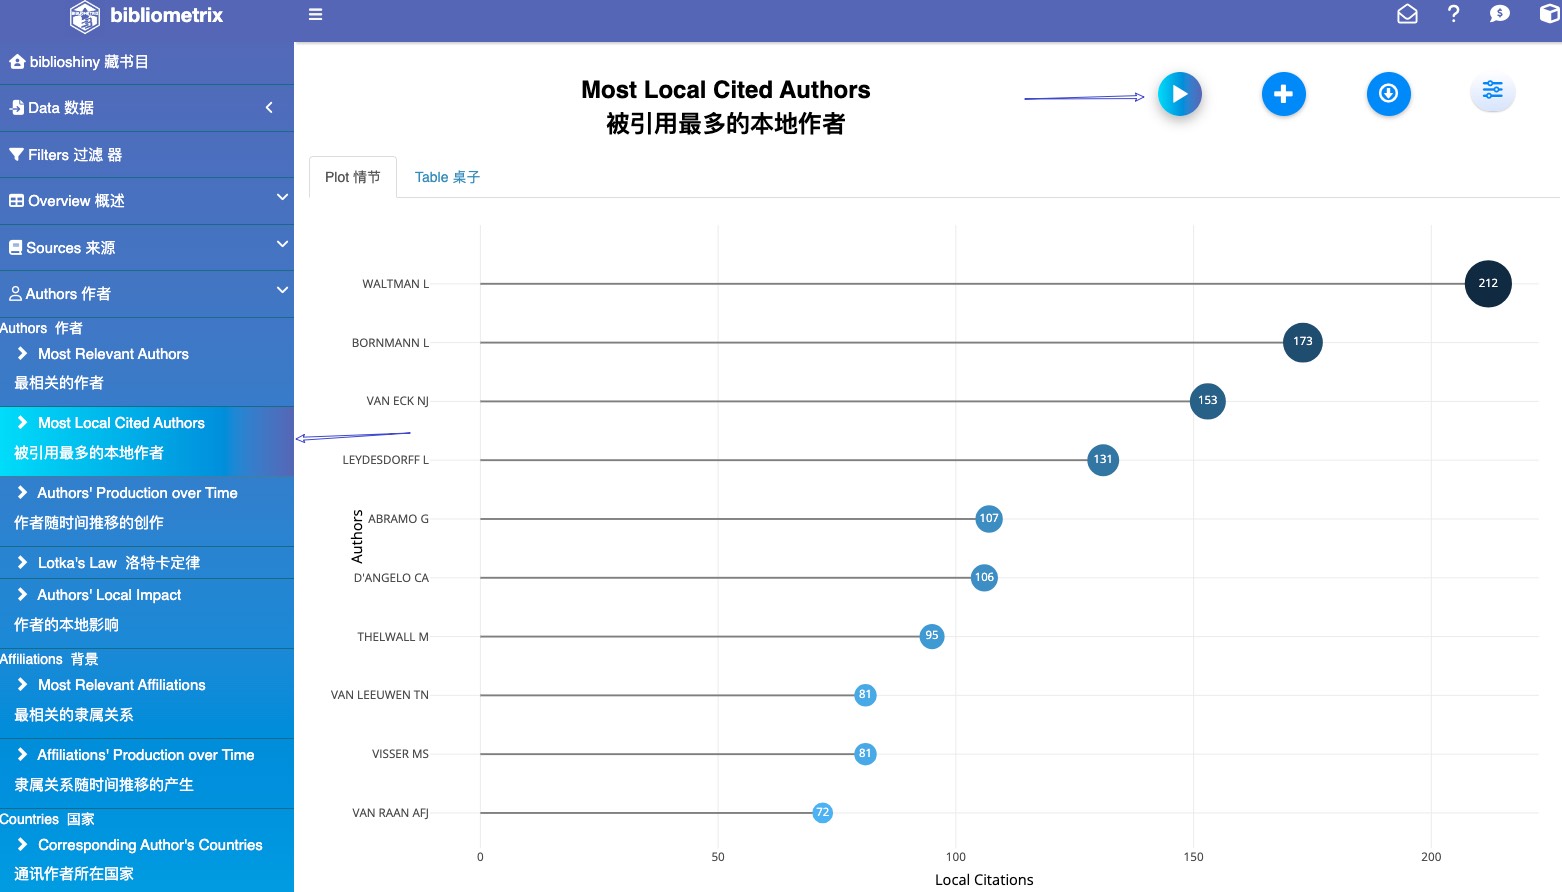 bibliometrix
biblioshiny 藏书目
Data 数据
Filters 过滤 器
Overview 概述
Sources 来源
Authors 作者
Authors 作者
Most Relevant Authors
最相关的作者
Most Local Cited Authors
被引用最多的本地作者
Authors' Production over Time
作者随时间推移的创作
Lotka's Law 洛特卡定律
Authors' Local Impact
作者的本地影响
Affiliations 背景
Most Relevant Affiliations
最相关的隶属关系
Affiliations' Production over Time
隶属关系随时间推移的产生
Countries 国家
Corresponding Author's Countries
通讯作者所在国家
Most Local Cited Authors
被引用最多的本地作者
Plot 情节
Table 桌子
Authors
WALTMAN L
212
BORNMANN L
173
VAN ECK NJ
153
LEYDESDORFF L
131
ABRAMO G
107
D'ANGELO CA
106
THELWALL M
95
VAN LEEUWEN TN
81
VISSER MS
81
VAN RAAN AFJ
72
0 50 100 150 200
Local Citations